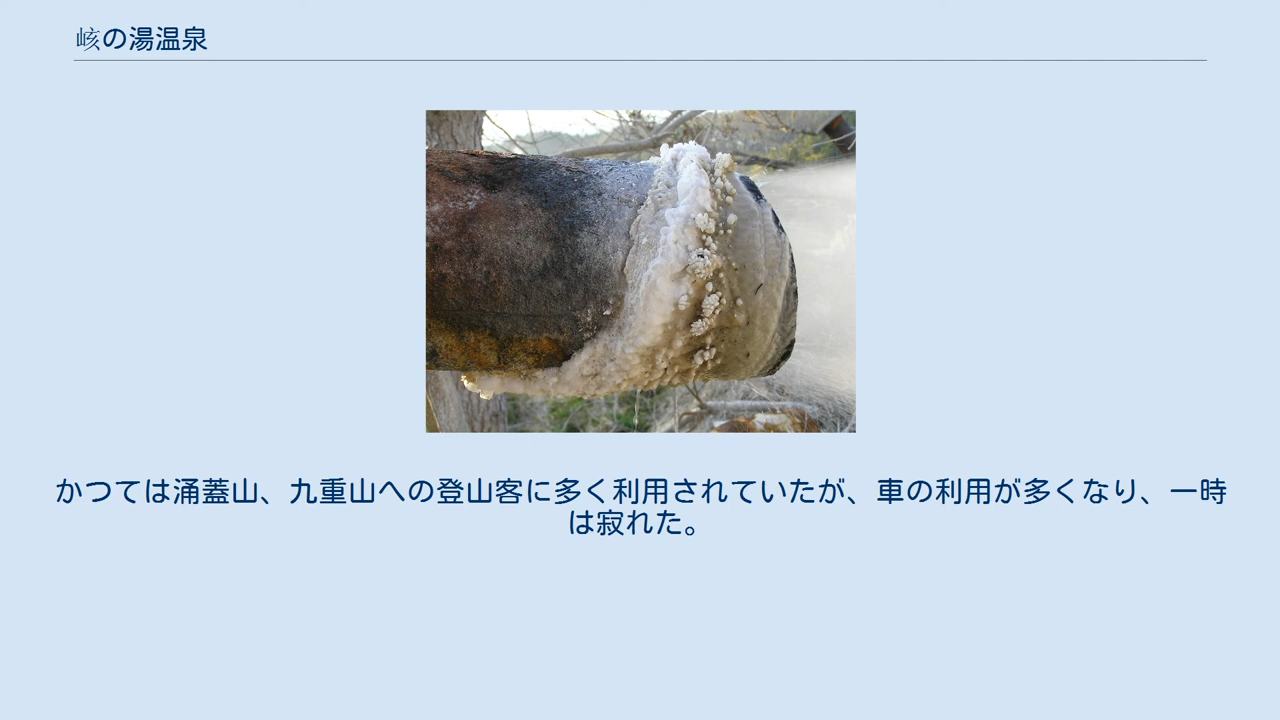 峐の湯温泉
かつては涌蓋山、九重山への登山客に多く利用されていたが、車の利用が多くなり、一時
は寂れた。